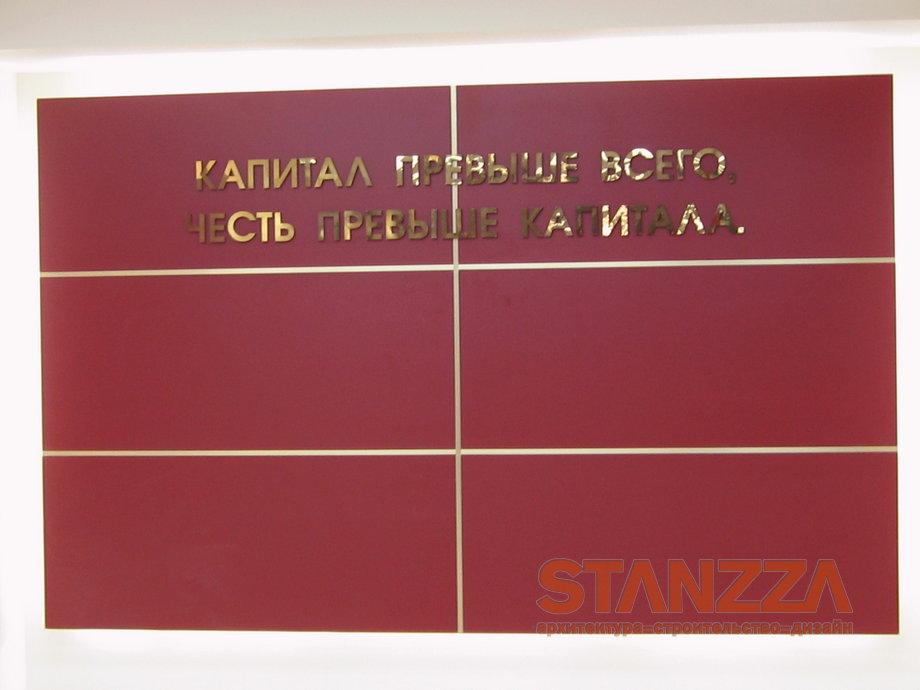 КАПИТАЛ ПРЕВЫШЕ ВСЕГО,
ЧЕСТЬ ПРЕВЫШЕ КАПИТАЛА.
STANZZA
архитектура-строительство-дизайн